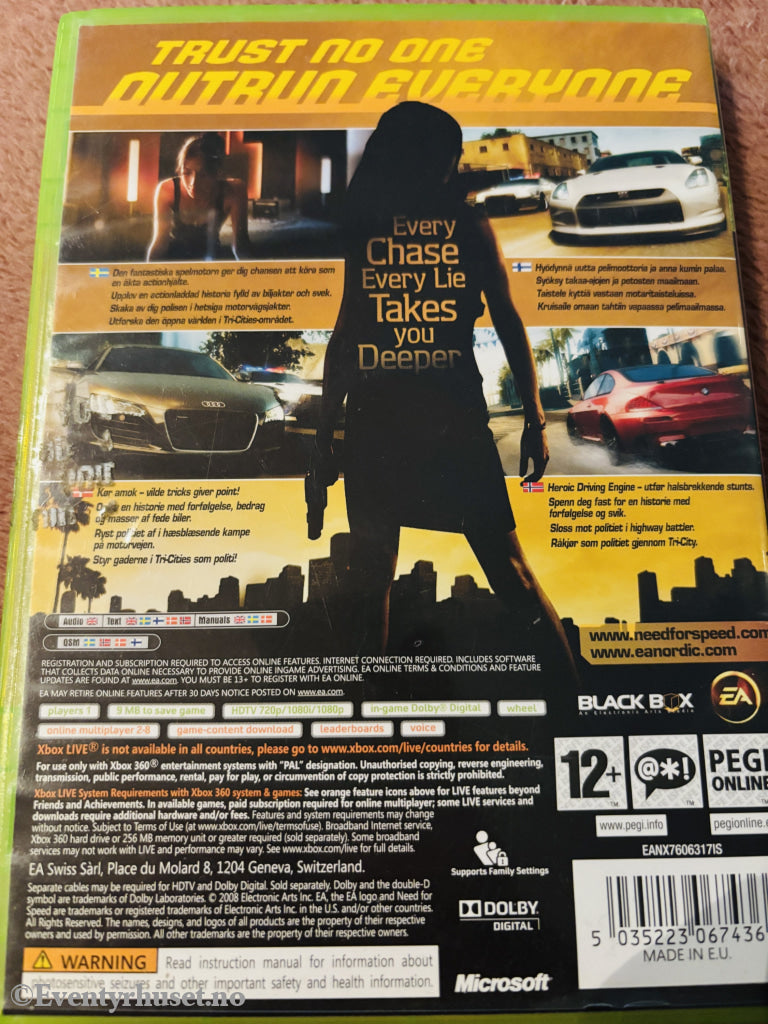 TRUST NO ONE
OUTRUN EVERYONE
Every
Chase
Every Lie
Takes
you
Deeper
Den fantastiska spelmotorn ger dig chansen att köra som
en äkta actionhjälte.
Upplev en actionladdad historia fylld av biljakter och svek.
Skaka av dig polisen i hetsiga motorvägsjakter.
Utforska den öppna världen i Tri-Cities-området.
Hyödynnä uutta pelimoottoria ja anna kumin palaa.
Syöksy takaa-ajojen ja petosten maailmaan.
Taistele kyttiä vastaan motaritaisteluissa.
Kruisaile omaan tahtiin vapaassa pelimaailmassa.
Kør amok – vilde tricks giver point!
en historie med forfølgelse, bedrag
og masser af fede biler.
Ryst politiet af i hæsblæsende kampe
på motorvejen.
Styr gaderne i Tri-Cities som politi!
Heroic Driving Engine – utfør halsbrekkende stunts.
Spenn deg fast for en historie med
forfølgelse og svik.
Sloss mot politiet i highway battler.
Råkjør som politiet gjennom Tri-City.
Audio Text Manuals
OSM
www.needforspeed.com
www.eanordic.com
REGISTRATION AND SUBSCRIPTION REQUIRED TO ACCESS ONLINE FEATURES. INTERNET CONNECTION REQUIRED. INCLUDES SOFTWARE
THAT COLLECTS DATA ONLINE NECESSARY TO PROVIDE ONLINE INGAME ADVERTISING. EA ONLINE TERMS & CONDITIONS AND FEATURE
UPDATES ARE FOUND AT www.ea.com. YOU MUST BE 13+ TO REGISTER WITH EA ONLINE.
EA MAY RETIRE ONLINE FEATURES AFTER 30 DAYS NOTICE POSTED ON www.ea.com.
players 1 9 MB to save game HDTV 720p/1080i/1080p in-game Dolby® Digital wheel
online multiplayer 2-8 game-content download leaderboards voice
BLACK BOX
An Electronic Arts Studio
EA
Xbox LIVE® is not available in all countries, please go to www.xbox.com/live/countries for details.
For use only with Xbox 360® entertainment systems with "PAL" designation. Unauthorised copying, reverse engineering,
transmission, public performance, rental, pay for play, or circumvention of copy protection is strictly prohibited.
Xbox LIVE System Requirements with Xbox 360 system & games: See orange feature icons above for LIVE features beyond
Friends and Achievements. In available games, paid subscription required for online multiplayer; some LIVE services and
downloads require additional hardware and/or fees. Features and system requirements may change
without notice. Subject to Terms of Use (at www.xbox.com/live/termsofuse). Broadband Internet service,
Xbox 360 hard drive or 256 MB memory unit or greater required (sold separately). Some broadband
services may not work with LIVE and performance may vary. See www.xbox.com/live for full details.
EA Swiss Sàrl, Place du Molard 8, 1204 Geneva, Switzerland.
Separate cables may be required for HDTV and Dolby Digital. Sold separately. Dolby and the double-D
symbol are trademarks of Dolby Laboratories. © 2008 Electronic Arts Inc. EA, the EA logo and Need for
Speed are trademarks or registered trademarks of Electronic Arts Inc. in the U.S. and/or other countries.
All Rights Reserved. The names, designs, and logos of all products are the property of their respective
owners and used by permission. All other trademarks are the property of their respective owners.
12+
@*!
PEGI
ONLINE
TM
TM
www.pegi.info
pegionline.e
EANX7606317IS
Supports Family Settings
DOLBY
DIGITAL
5 035223 067436
MADE IN E.U.
WARNING
Read instruction manual for information about
photosensitive seizures and other important safety and health information.
Microsoft
©Eventyrhuset.no